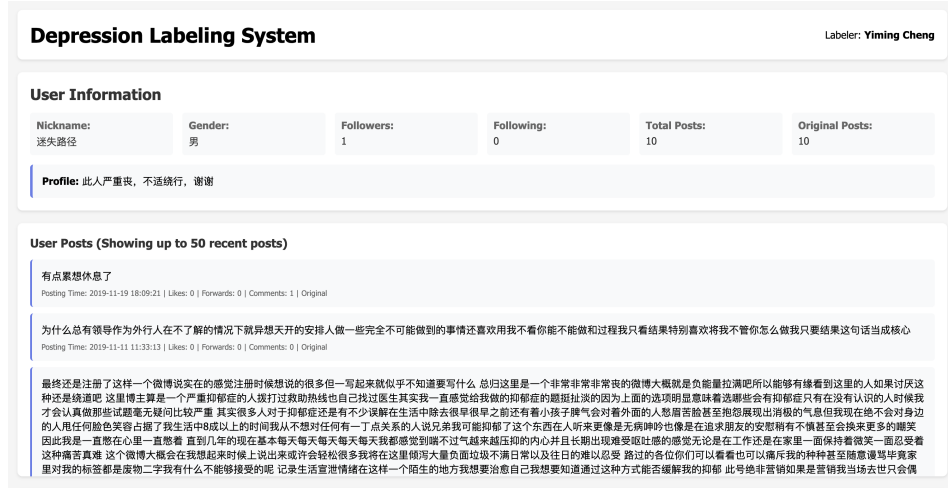 Depression Labeling System
Labeler: Yiming Cheng
User Information
Nickname:
迷失路径
Gender:
男
Followers:
1
Following:
0
Total Posts:
10
Original Posts:
10
Profile: 此人严重丧，不适绕行，谢谢
User Posts (Showing up to 50 recent posts)
有点累想休息了
Posting Time: 2019-11-19 18:09:21 | Likes: 0 | Forwards: 0 | Comments: 1 | Original
为什么总有领导作为外行人在不了解的情况下就异想天开的安排人做一些完全不可能做到的事情还喜欢用我不看你能不能做和过程我只看结果特别喜欢将我不管你怎么做我只要结果这句话当成核心
Posting Time: 2019-11-11 11:33:13 | Likes: 0 | Forwards: 0 | Comments: 0 | Original
最终还是注册了这样一个微博说实在的感觉注册时候想说的很多但一写起来就似乎不知道要写什么 总归这里是一个非常非常非常丧的微博大概就是负能量拉满吧所以能够有缘看到这里的人如果讨厌这
种还是绕道吧 这里博主算是一个严重抑郁症的人拨打过救助热线也自己找过医生其实我一直感觉给我做的抑郁症的题挺扯淡的因为上面的选项明显意味着选哪些会有抑郁症只有在没有认识的人时候我
才会认真做那些试题毫无疑问比较严重 其实很多人对于抑郁症还是有不少误解在生活中除去很早很早之前还有着小孩子脾气会对着外面的人愁眉苦脸甚至抱怨展现出消极的气息但我现在绝不会对身边
的人甩任何脸色笑容占据了我生活中8成以上的时间我从不想对任何有一丁点关系的人说兄弟我可能抑郁了这个东西在人听来更像是无病呻吟也像是在追求朋友的安慰稍有不慎甚至会换来更多的嘲笑
因此我是一直憋在心里一直憋着 直到几年的现在基本每天每天每天每天每天我都感觉到喘不过气越来越压抑的内心并且长期出现难受呕吐感的感觉无论是在工作还是在家里一面保持着微笑一面忍受着
这种痛苦真难 这个微博大概会在我想起来时候上说出来或许会轻松很多我将在这里倾泻大量负面垃圾不满日常以及往日的难以忍受 路过的各位你们可以看看也可以痛斥我的种种甚至随意谩骂毕竟家
里对我的标签都是废物二字我有什么不能够接受的呢 记录生活宣泄情绪在这样一个陌生的地方我想要治愈自己我想要知道通过这种方式能否缓解我的抑郁 此号绝非营销如果是营销我当场去世只会偶